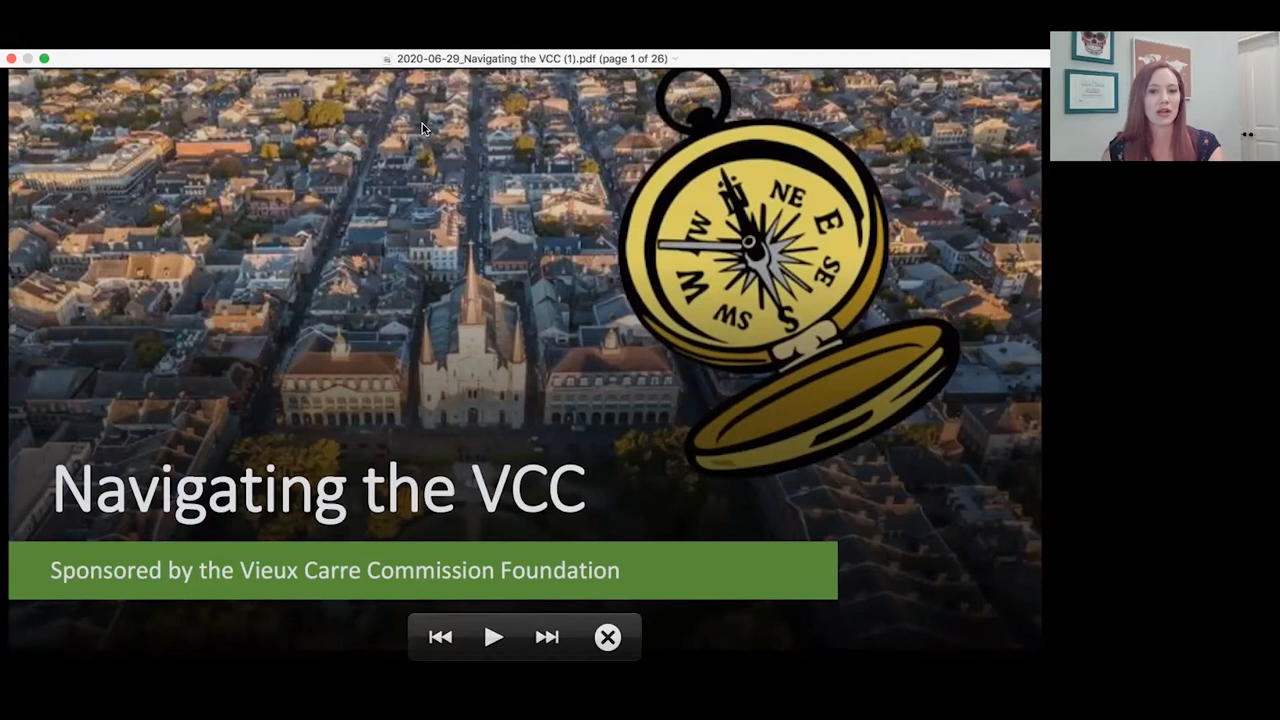 2020-06-29_Navigating the VCC (1).pdf (page 1 of 26)
N
NE
E
SE
S
SW
W
Navigating the VCC
Sponsored by the Vieux Carre Commission Foundation